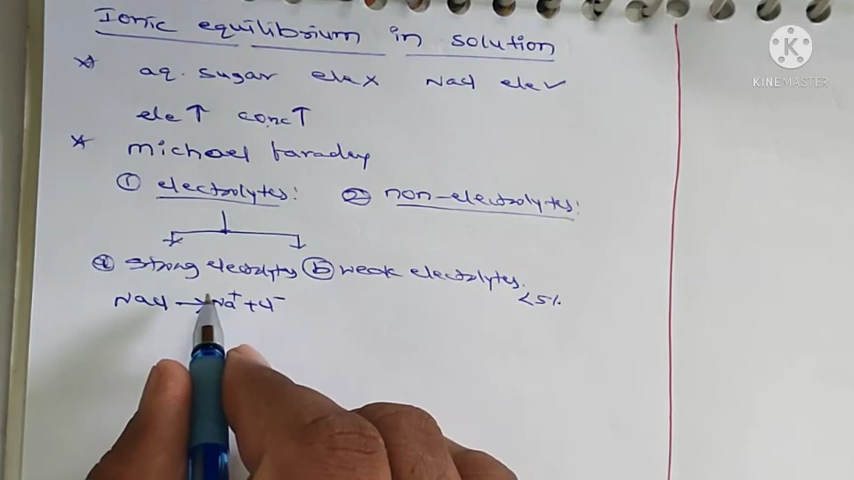 Ionic equilibrium in solution
* aq. sugar ele x NaCl ele ✓
ele ↑ conc ↑
* michael faraday
① electrolytes: ② non-electrolytes:
ⓐ strong electrolytes ⓑ weak electrolytes.
NaCl → Na⁺ + Cl⁻ <5%
K
KINEMASTER